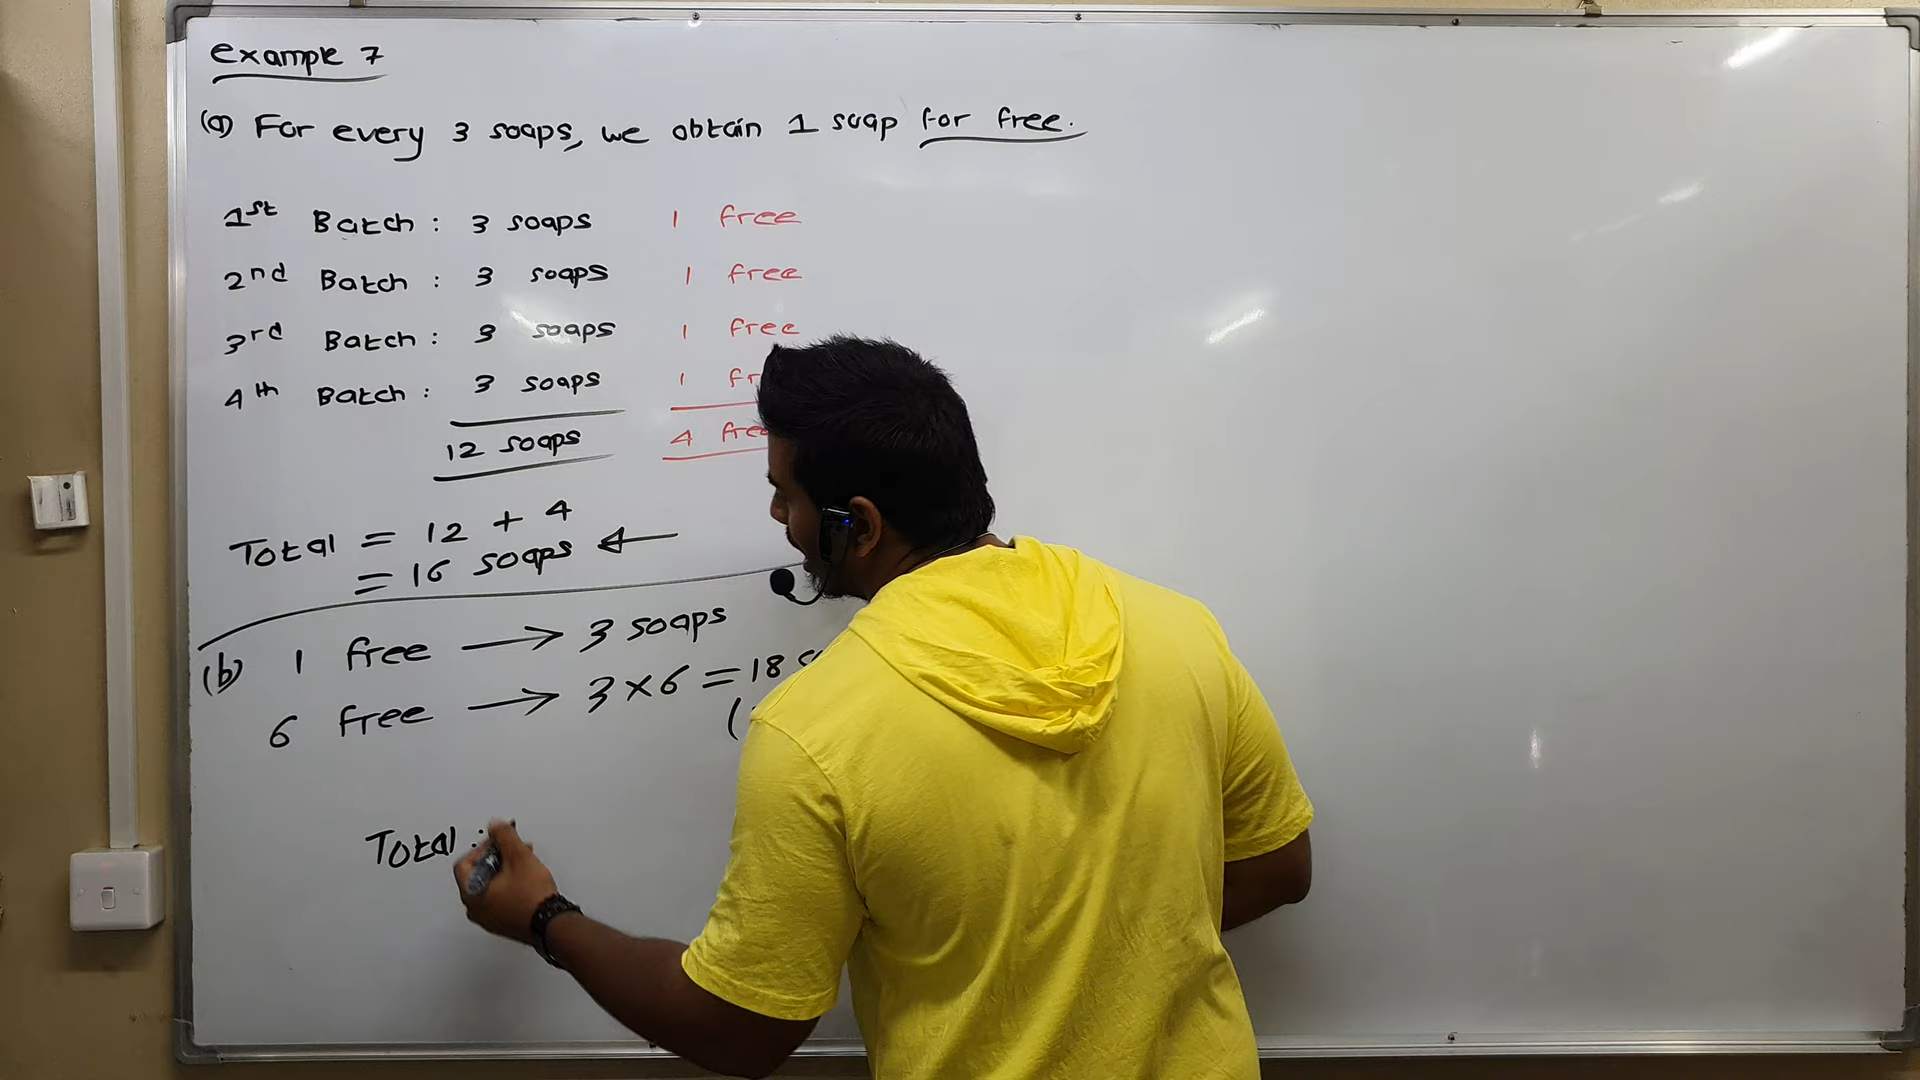 example 7
(a) For every 3 soaps, we obtain 1 soap for free.
1st Batch : 3 soaps 1 free
2nd Batch : 3 soaps 1 free
3rd Batch : 3 soaps 1 free
4th Batch : 3 soaps 1
12 soaps 4 free
Total = 12 + 4
= 16 soaps ←
(b) 1 free → 3 soaps
6 free → 3 × 6 = 18
(
Total :